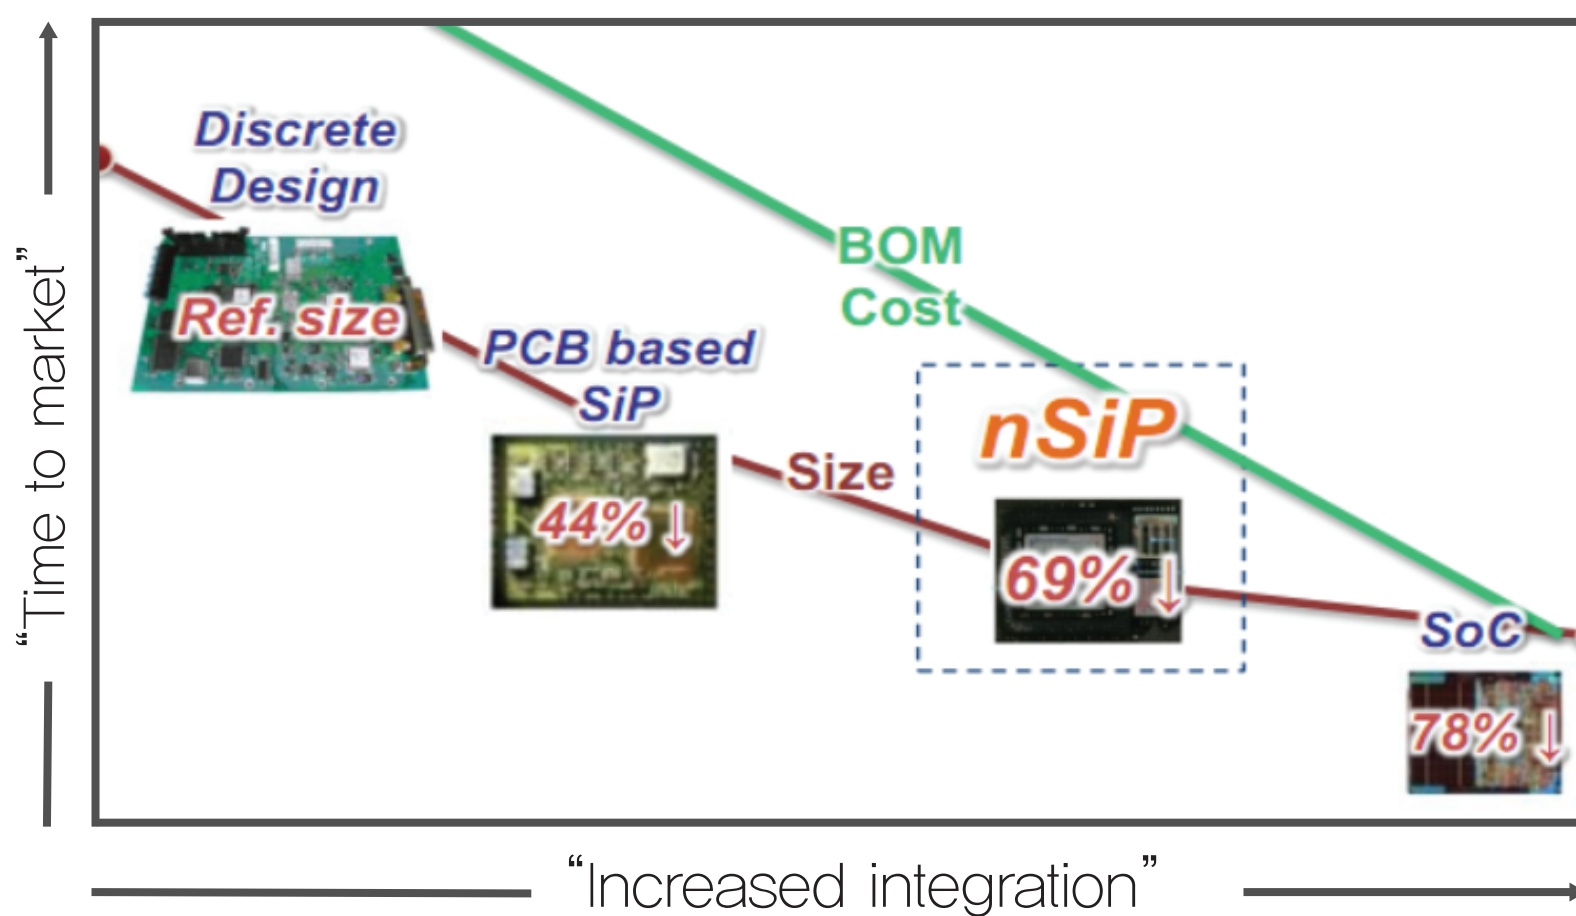 Discrete
Design
Ref. size
PCB based
SiP
44% ↓
BOM
Cost
Size
nSiP
69% ↓
SoC
78% ↓
“Time to market”
“Increased integration”